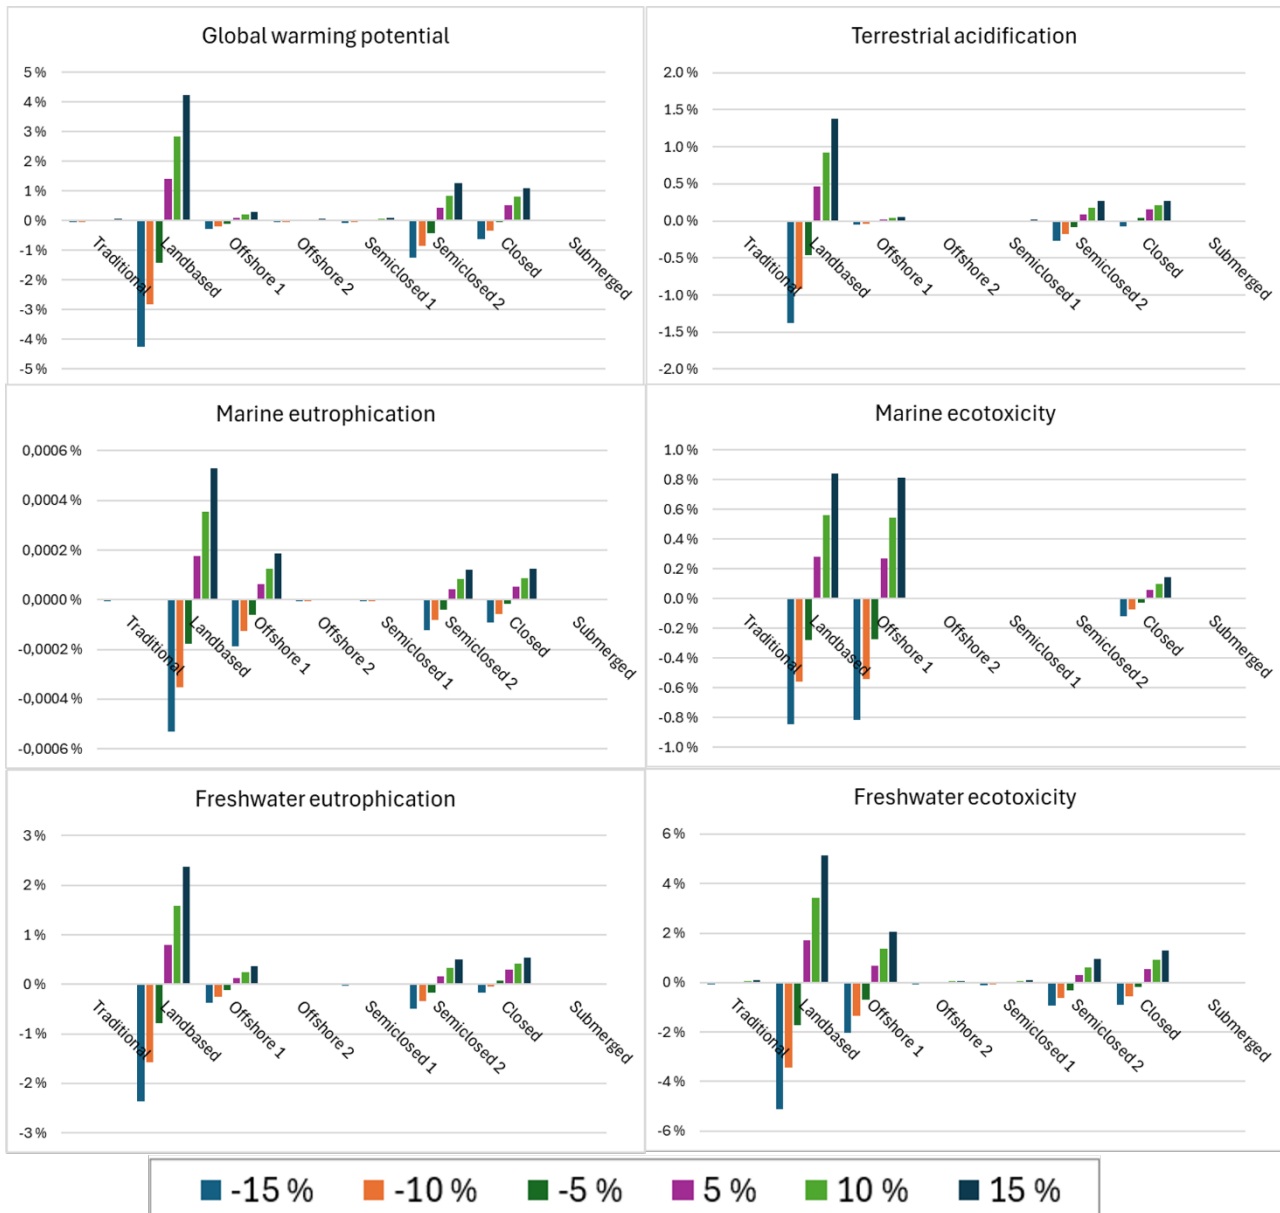 Global warming potential
5 %
4 %
3 %
2 %
1 %
0 %
-1 %
-2 %
-3 %
-4 %
-5 %
Traditional
Landbased
Offshore 1
Offshore 2
Semiclosed 1
Semiclosed 2
Closed
Submerged
Terrestrial acidification
2.0 %
1.5 %
1.0 %
0.5 %
0.0 %
-0.5 %
-1.0 %
-1.5 %
-2.0 %
Traditional
Landbased
Offshore 1
Offshore 2
Semiclosed 1
Semiclosed 2
Closed
Submerged
Marine eutrophication
0,0006 %
0,0004 %
0,0002 %
0,0000 %
-0,0002 %
-0,0004 %
-0,0006 %
Traditional
Landbased
Offshore 1
Offshore 2
Semiclosed 1
Semiclosed 2
Closed
Submerged
Marine ecotoxicity
1.0 %
0.8 %
0.6 %
0.4 %
0.2 %
0.0 %
-0.2 %
-0.4 %
-0.6 %
-0.8 %
-1.0 %
Traditional
Landbased
Offshore 1
Offshore 2
Semiclosed 1
Semiclosed 2
Closed
Submerged
Freshwater eutrophication
3 %
2 %
1 %
0 %
-1 %
-2 %
-3 %
Traditional
Landbased
Offshore 1
Offshore 2
Semiclosed 1
Semiclosed 2
Closed
Submerged
Freshwater ecotoxicity
6 %
4 %
2 %
0 %
-2 %
-4 %
-6 %
Traditional
Landbased
Offshore 1
Offshore 2
Semiclosed 1
Semiclosed 2
Closed
Submerged
-15 % -10 % -5 % 5 % 10 % 15 %